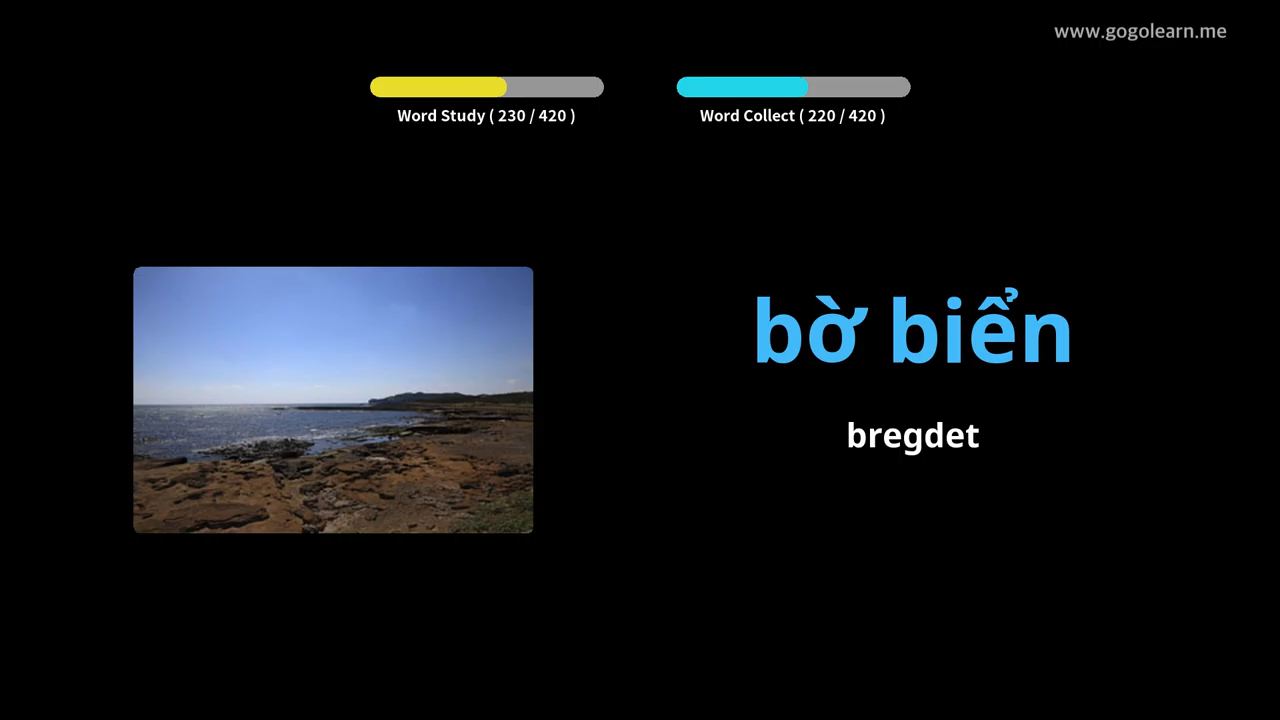 www.gogolearn.me
Word Study ( 230 / 420 )
Word Collect ( 220 / 420 )
bờ biển
bregdet